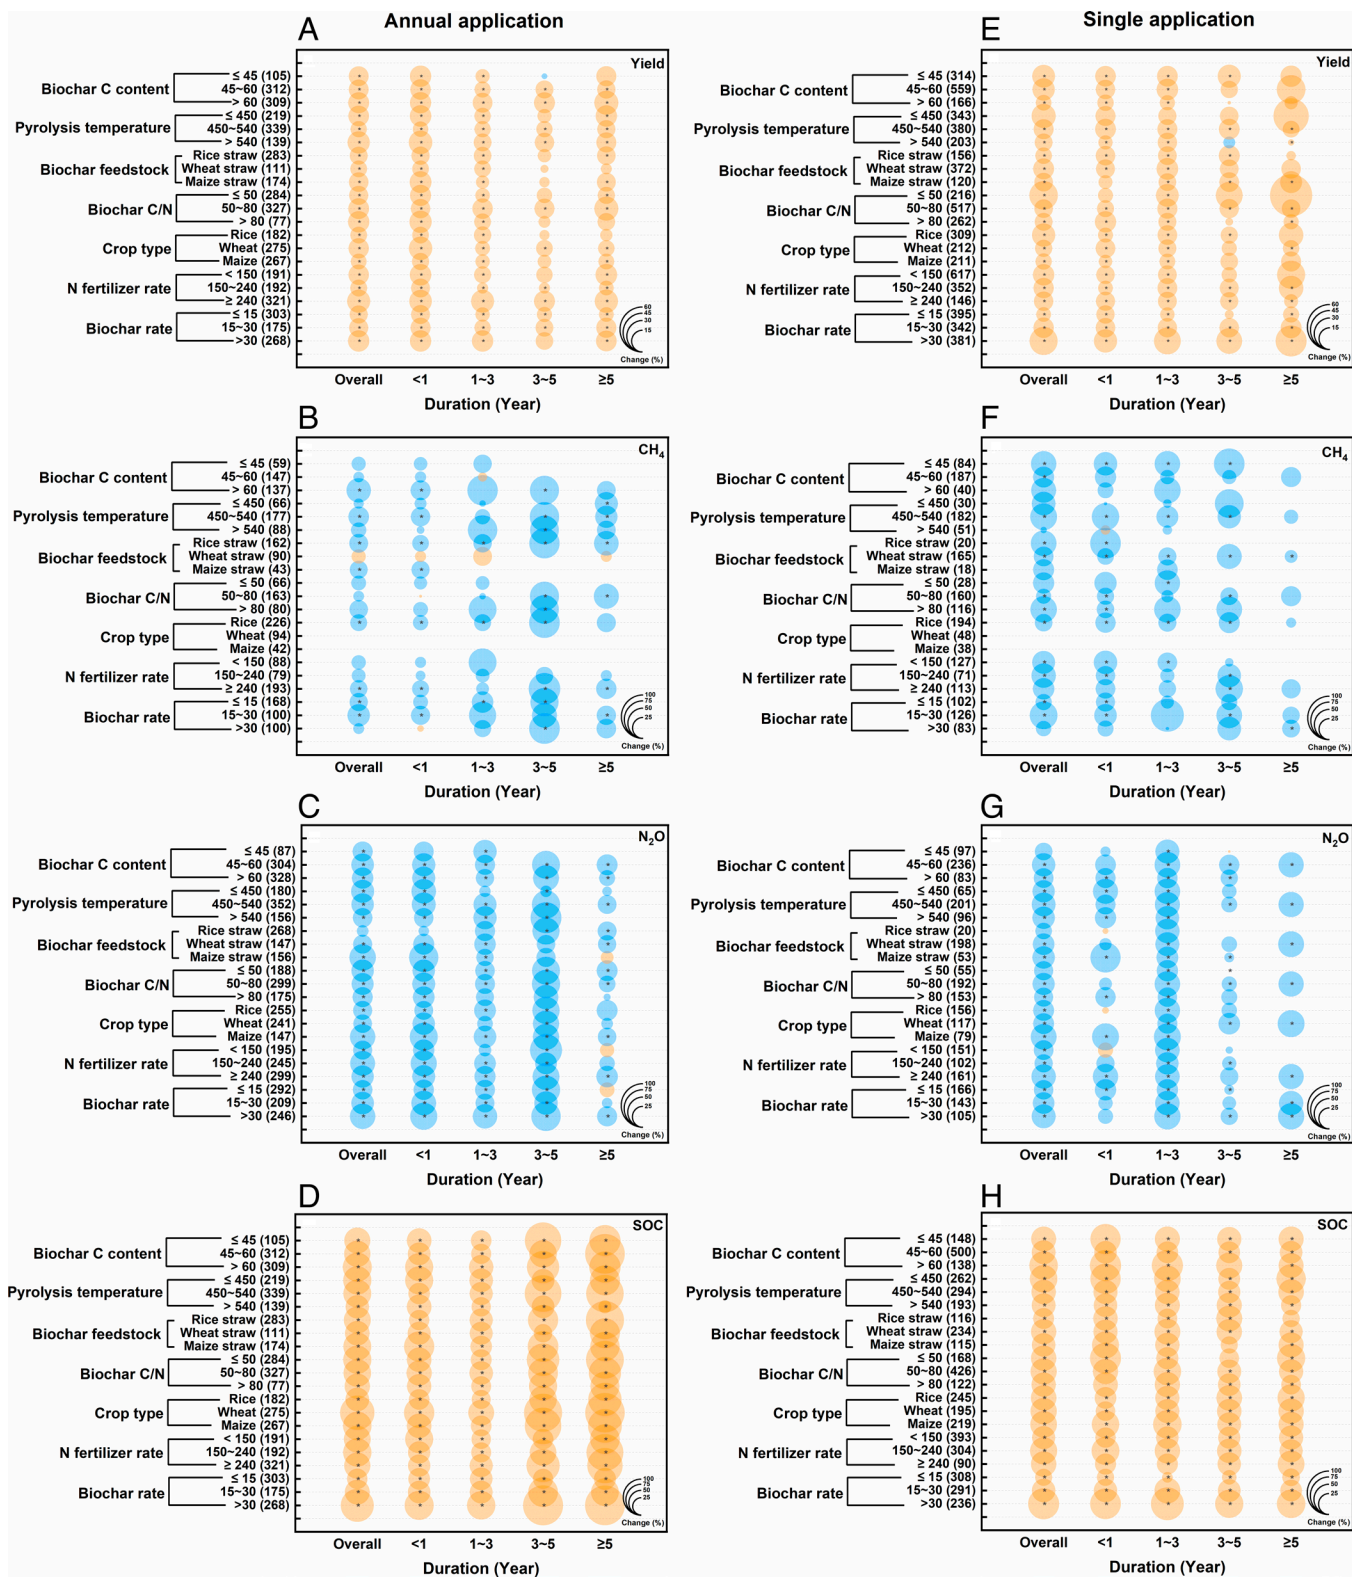 Annual application
Single application
A
Yield
Biochar C content
≤ 45 (105)
45~60 (312)
> 60 (309)
Pyrolysis temperature
≤ 450 (219)
450~540 (339)
> 540 (139)
Biochar feedstock
Rice straw (283)
Wheat straw (111)
Maize straw (174)
Biochar C/N
≤ 50 (284)
50~80 (327)
> 80 (77)
Crop type
Rice (182)
Wheat (275)
Maize (267)
N fertilizer rate
< 150 (191)
150~240 (192)
≥ 240 (321)
Biochar rate
≤ 15 (303)
15~30 (175)
>30 (268)
60
45
30
15
Change (%)
Overall <1 1~3 3~5 ≥5
Duration (Year)
E
Yield
Biochar C content
≤ 45 (314)
45~60 (559)
> 60 (166)
Pyrolysis temperature
≤ 450 (343)
450~540 (380)
> 540 (203)
Biochar feedstock
Rice straw (156)
Wheat straw (372)
Maize straw (120)
Biochar C/N
≤ 50 (216)
50~80 (517)
> 80 (262)
Crop type
Rice (309)
Wheat (212)
Maize (211)
N fertilizer rate
< 150 (617)
150~240 (352)
≥ 240 (146)
Biochar rate
≤ 15 (395)
15~30 (342)
>30 (381)
60
45
30
15
Change (%)
Overall <1 1~3 3~5 ≥5
Duration (Year)
B
CH4
Biochar C content
≤ 45 (59)
45~60 (147)
> 60 (137)
Pyrolysis temperature
≤ 450 (66)
450~540 (177)
> 540 (88)
Biochar feedstock
Rice straw (162)
Wheat straw (90)
Maize straw (43)
Biochar C/N
≤ 50 (66)
50~80 (163)
> 80 (80)
Crop type
Rice (226)
Wheat (94)
Maize (42)
N fertilizer rate
< 150 (88)
150~240 (79)
≥ 240 (193)
Biochar rate
≤ 15 (168)
15~30 (100)
>30 (100)
100
75
50
25
Change (%)
Overall <1 1~3 3~5 ≥5
Duration (Year)
F
CH4
Biochar C content
≤ 45 (84)
45~60 (187)
> 60 (40)
Pyrolysis temperature
≤ 450 (30)
450~540 (182)
> 540 (51)
Biochar feedstock
Rice straw (20)
Wheat straw (165)
Maize straw (18)
Biochar C/N
≤ 50 (28)
50~80 (160)
> 80 (116)
Crop type
Rice (194)
Wheat (48)
Maize (38)
N fertilizer rate
< 150 (127)
150~240 (71)
≥ 240 (113)
Biochar rate
≤ 15 (102)
15~30 (126)
>30 (83)
100
75
50
25
Change (%)
Overall <1 1~3 3~5 ≥5
Duration (Year)
C
N2O
Biochar C content
≤ 45 (87)
45~60 (304)
> 60 (328)
Pyrolysis temperature
≤ 450 (180)
450~540 (352)
> 540 (156)
Biochar feedstock
Rice straw (268)
Wheat straw (147)
Maize straw (156)
Biochar C/N
≤ 50 (188)
50~80 (299)
> 80 (175)
Crop type
Rice (255)
Wheat (241)
Maize (147)
N fertilizer rate
< 150 (195)
150~240 (245)
≥ 240 (299)
Biochar rate
≤ 15 (292)
15~30 (209)
>30 (246)
100
75
50
25
Change (%)
Overall <1 1~3 3~5 ≥5
Duration (Year)
G
N2O
Biochar C content
≤ 45 (97)
45~60 (236)
> 60 (83)
Pyrolysis temperature
≤ 450 (65)
450~540 (201)
> 540 (96)
Biochar feedstock
Rice straw (20)
Wheat straw (198)
Maize straw (53)
Biochar C/N
≤ 50 (55)
50~80 (192)
> 80 (153)
Crop type
Rice (156)
Wheat (117)
Maize (79)
N fertilizer rate
< 150 (151)
150~240 (102)
≥ 240 (161)
Biochar rate
≤ 15 (166)
15~30 (143)
>30 (105)
100
75
50
25
Change (%)
Overall <1 1~3 3~5 ≥5
Duration (Year)
D
SOC
Biochar C content
≤ 45 (105)
45~60 (312)
> 60 (309)
Pyrolysis temperature
≤ 450 (219)
450~540 (339)
> 540 (139)
Biochar feedstock
Rice straw (283)
Wheat straw (111)
Maize straw (174)
Biochar C/N
≤ 50 (284)
50~80 (327)
> 80 (77)
Crop type
Rice (182)
Wheat (275)
Maize (267)
N fertilizer rate
< 150 (191)
150~240 (192)
≥ 240 (321)
Biochar rate
≤ 15 (303)
15~30 (175)
>30 (268)
100
75
50
25
Change (%)
Overall <1 1~3 3~5 ≥5
Duration (Year)
H
SOC
Biochar C content
≤ 45 (148)
45~60 (500)
> 60 (138)
Pyrolysis temperature
≤ 450 (262)
450~540 (294)
> 540 (193)
Biochar feedstock
Rice straw (116)
Wheat straw (234)
Maize straw (115)
Biochar C/N
≤ 50 (168)
50~80 (426)
> 80 (122)
Crop type
Rice (245)
Wheat (195)
Maize (219)
N fertilizer rate
< 150 (393)
150~240 (304)
≥ 240 (90)
Biochar rate
≤ 15 (308)
15~30 (291)
>30 (236)
100
75
50
25
Change (%)
Overall <1 1~3 3~5 ≥5
Duration (Year)